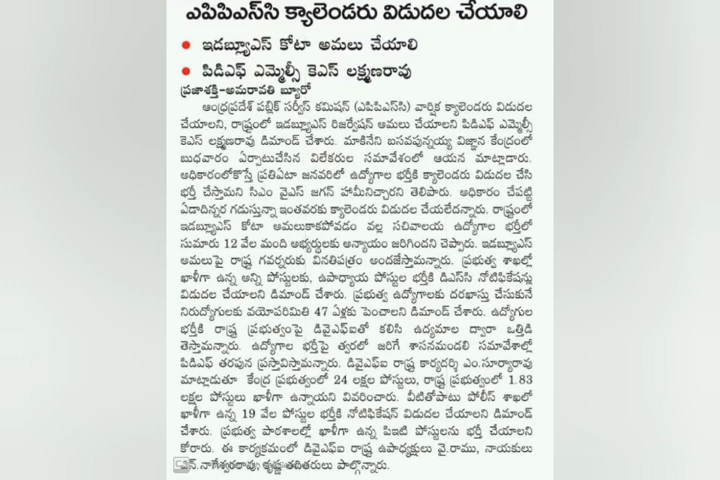 ఎపిపిఎస్‌సి క్యాలెండరు విడుదల చేయాలి
ఇడబ్ల్యూఎస్ కోటా అమలు చేయాలి
పిడిఎఫ్ ఎమ్మెల్సీ కెఎస్ లక్ష్మణరావు
ప్రజాశక్తి-అమరావతి బ్యూరో
ఆంధ్రప్రదేశ్ పబ్లిక్ సర్వీస్ కమిషన్ (ఎపిపిఎస్‌సి) వార్షిక క్యాలెండరు విడుదల
చేయాలని, రాష్ట్రంలో ఇడబ్ల్యూఎస్ రిజర్వేషన్ అమలు చేయాలని పిడిఎఫ్ ఎమ్మెల్సీ
కెఎస్ లక్ష్మణరావు డిమాండ్ చేశారు. మాకినేని బసవపున్నయ్య విజ్ఞాన కేంద్రంలో
బుధవారం ఏర్పాటుచేసిన విలేకరుల సమావేశంలో ఆయన మాట్లాడారు.
అధికారంలోకొస్తే ప్రతిఏటా జనవరిలో ఉద్యోగాల భర్తీకి క్యాలెండరు విడుదల చేసి
భర్తీ చేస్తామని సిఎం వైఎస్ జగన్ హామీనిచ్చారని తెలిపారు. అధికారం చేపట్టి
ఏడాదిన్నర గడుస్తున్నా ఇంతవరకు క్యాలెండరు విడుదల చేయలేదన్నారు. రాష్ట్రంలో
ఇడబ్ల్యూఎస్ కోటా అమలుకాకపోవడం వల్ల సచివాలయ ఉద్యోగాల భర్తీలో
సుమారు 12 వేల మంది అభ్యర్థులకు అన్యాయం జరిగిందని చెప్పారు. ఇడబ్ల్యూఎస్
అమలుపై రాష్ట్ర గవర్నరుకు వినతిపత్రం అందజేస్తామన్నారు. ప్రభుత్వ శాఖల్లో
ఖాళీగా ఉన్న అన్ని పోస్టులకు, ఉపాధ్యాయ పోస్టుల భర్తీకి డిఎస్‌సి నోటిఫికేషన్లు
విడుదల చేయాలని డిమాండ్ చేశారు. ప్రభుత్వ ఉద్యోగాలకు దరఖాస్తు చేసుకునే
నిరుద్యోగులకు వయోపరిమితి 47 ఏళ్లకు పెంచాలని డిమాండ్ చేశారు. ఉద్యోగుల
భర్తీకి రాష్ట్ర ప్రభుత్వంపై డివైఎఫ్ఐతో కలిసి ఉద్యమాల ద్వారా ఒత్తిడి
తెస్తామన్నారు. ఉద్యోగాల భర్తీపై త్వరలో జరిగే శాసనమండలి సమావేశాల్లో
పిడిఎఫ్ తరపున ప్రస్తావిస్తామన్నారు. డివైఎఫ్ఐ రాష్ట్ర కార్యదర్శి ఎం.సూర్యారావు
మాట్లాడుతూ కేంద్ర ప్రభుత్వంలో 24 లక్షల పోస్టులు, రాష్ట్ర ప్రభుత్వంలో 1.83
లక్షల పోస్టులు ఖాళీగా ఉన్నాయని వివరించారు. వీటితోపాటు పోలీస్ శాఖలో
ఖాళీగా ఉన్న 19 వేల పోస్టుల భర్తీకి నోటిఫికేషన్ విడుదల చేయాలని డిమాండ్
చేశారు. ప్రభుత్వ పాఠశాలల్లో ఖాళీగా ఉన్న పిఇటి పోస్టులను భర్తీ చేయాలని
కోరారు. ఈ కార్యక్రమంలో డివైఎఫ్ఐ రాష్ట్ర ఉపాధ్యక్షులు వై.రాము, నాయకులు
ఎన్.నాగేశ్వరరావు, కృష్ణ తదితరులు పాల్గొన్నారు.